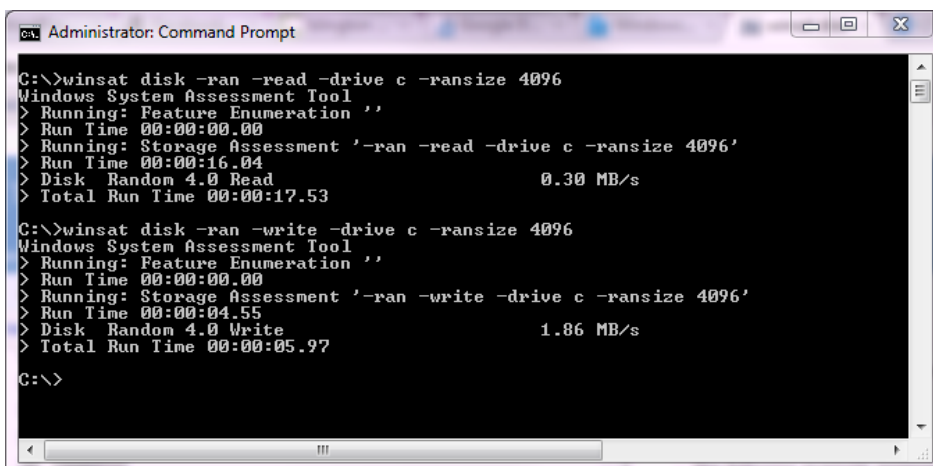 Administrator: Command Prompt
C:\>winsat disk -ran -read -drive c -ransize 4096
Windows System Assessment Tool
> Running: Feature Enumeration ''
> Run Time 00:00:00.00
> Running: Storage Assessment '-ran -read -drive c -ransize 4096'
> Run Time 00:00:16.04
> Disk  Random 4.0 Read                        0.30 MB/s
> Total Run Time 00:00:17.53
C:\>winsat disk -ran -write -drive c -ransize 4096
Windows System Assessment Tool
> Running: Feature Enumeration ''
> Run Time 00:00:00.00
> Running: Storage Assessment '-ran -write -drive c -ransize 4096'
> Run Time 00:00:04.55
> Disk  Random 4.0 Write                       1.86 MB/s
> Total Run Time 00:00:05.97
C:\>